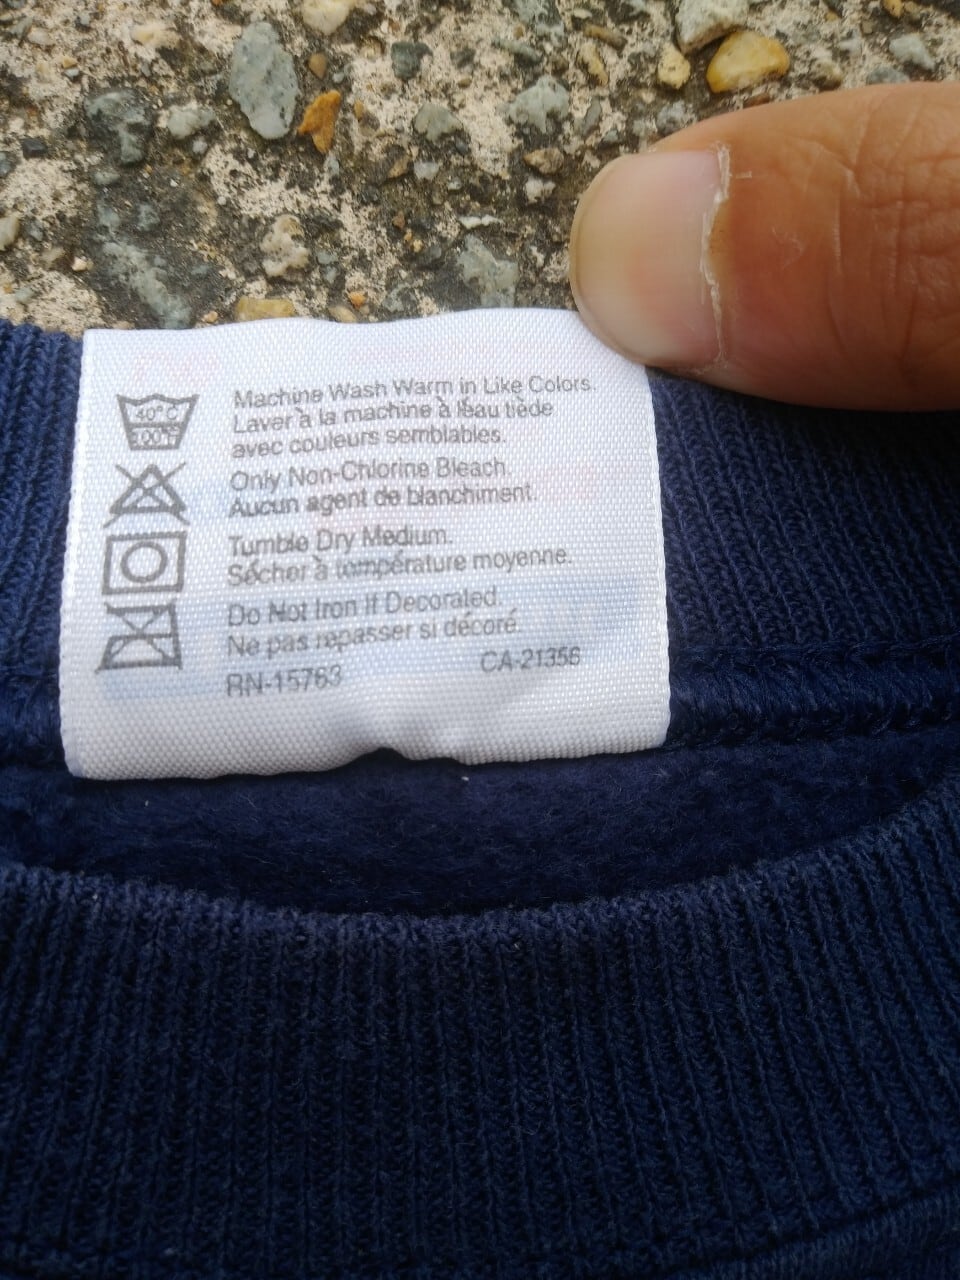 40°C
100°F
Machine Wash Warm in Like Colors.
Laver à la machine à léau tiède
avec couleurs semblables.
Only Non-Chlorine Bleach.
Aucun agent de blanchiment.
Tumble Dry Medium.
Sécher à température moyenne.
Do Not Iron If Decorated.
Ne pas repasser si décoré.
RN-15763 CA-21356